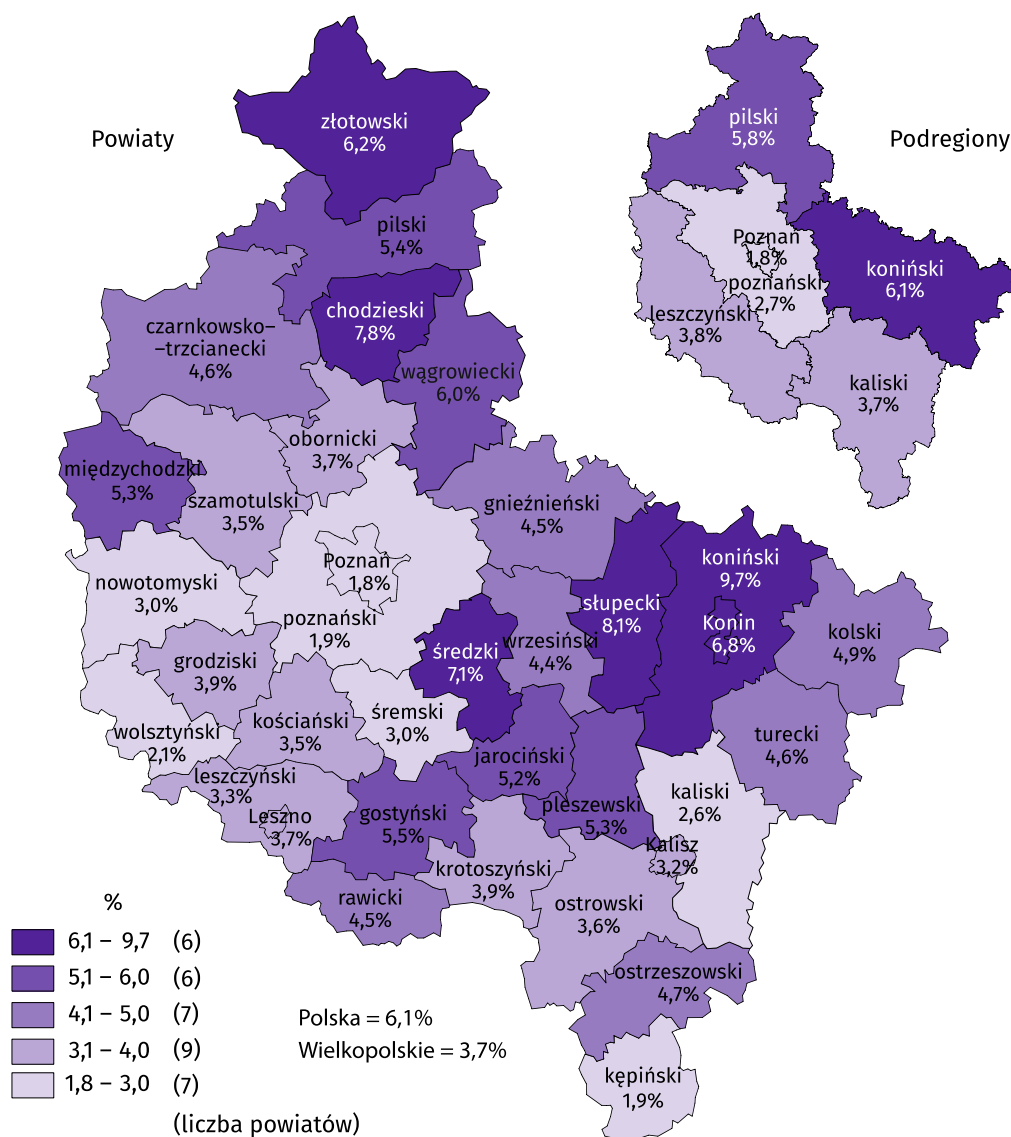 Powiaty
złotowski
6,2%
pilski
5,4%
chodzieski
7,8%
czarnkowsko–
–trzcianecki
4,6%
wągrowiecki
6,0%
obornicki
3,7%
międzychodzki
5,3%
szamotulski
3,5%
gnieźnieński
4,5%
Poznań
1,8%
nowotomyski
3,0%
poznański
1,9%
koniński
9,7%
Konin
6,8%
słupecki
8,1%
kolski
4,9%
wrzesiński
4,4%
średzki
7,1%
grodziski
3,9%
kościański
3,5%
śremski
3,0%
wolsztyński
2,1%
turecki
4,6%
jarociński
5,2%
leszczyński
3,3%
Leszno
3,7%
gostyński
5,5%
pleszewski
5,3%
kaliski
2,6%
Kalisz
3,2%
krotoszyński
3,9%
rawicki
4,5%
ostrowski
3,6%
ostrzeszowski
4,7%
kępiński
1,9%
Podregiony
pilski
5,8%
Poznań
1,8%
poznański
2,7%
koniński
6,1%
leszczyński
3,8%
kaliski
3,7%
%
6,1 – 9,7 (6)
5,1 – 6,0 (6)
4,1 – 5,0 (7)
3,1 – 4,0 (9)
1,8 – 3,0 (7)
(liczba powiatów)
Polska = 6,1%
Wielkopolskie = 3,7%